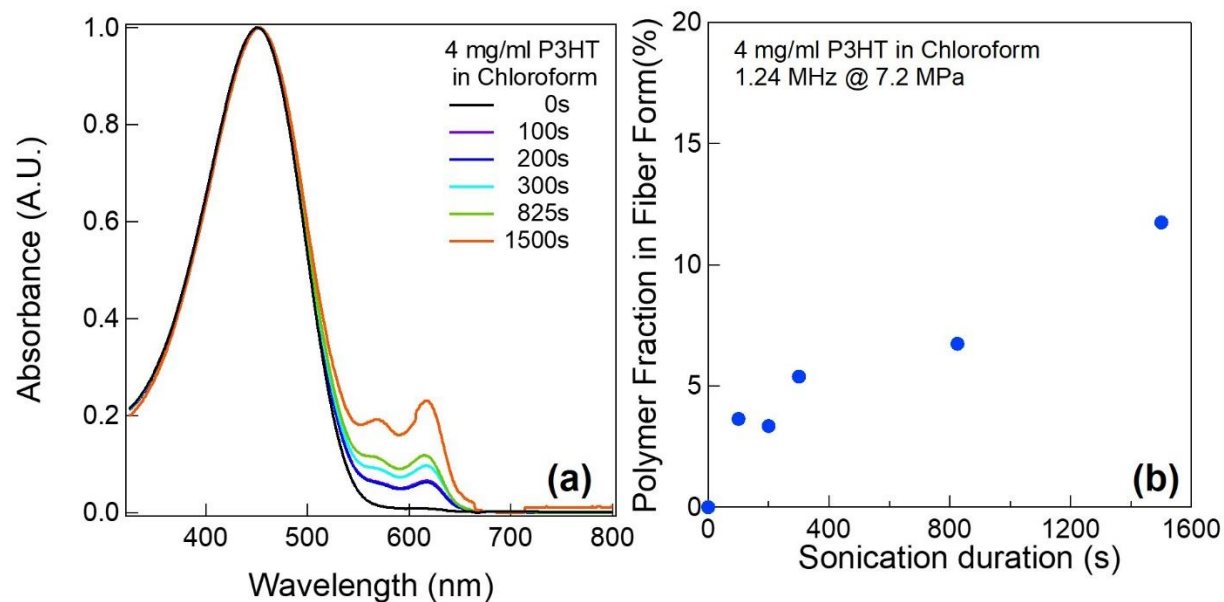 1.0
0.8
0.6
0.4
0.2
0.0
Absorbance (A.U.)
400
500
600
700
800
Wavelength (nm)
4 mg/ml P3HT
in Chloroform
0s
100s
200s
300s
825s
1500s
(a)
20
15
10
5
0
Polymer Fraction in Fiber Form(%)
4 mg/ml P3HT in Chloroform
1.24 MHz @ 7.2 MPa
(b)
0
400
800
1200
1600
Sonication duration (s)